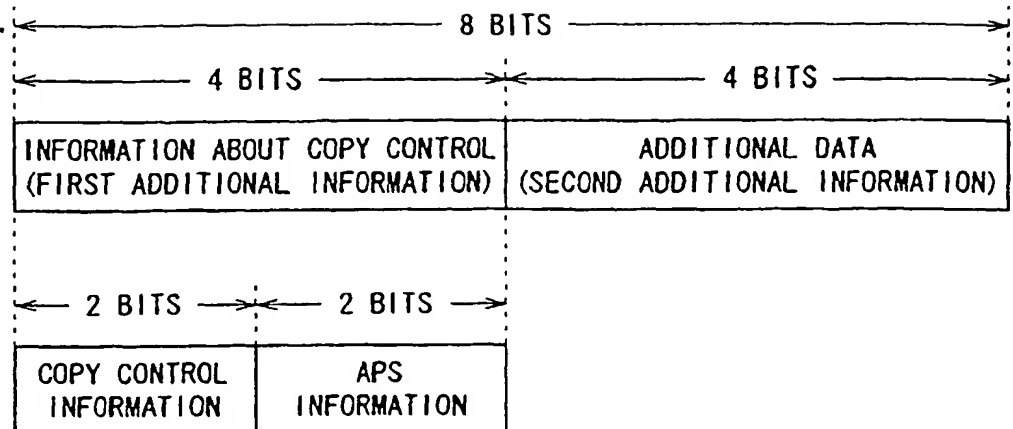 8 BITS
4 BITS 4 BITS
INFORMATION ABOUT COPY CONTROL
(FIRST ADDITIONAL INFORMATION)
ADDITIONAL DATA
(SECOND ADDITIONAL INFORMATION)
2 BITS 2 BITS
COPY CONTROL
INFORMATION
APS
INFORMATION